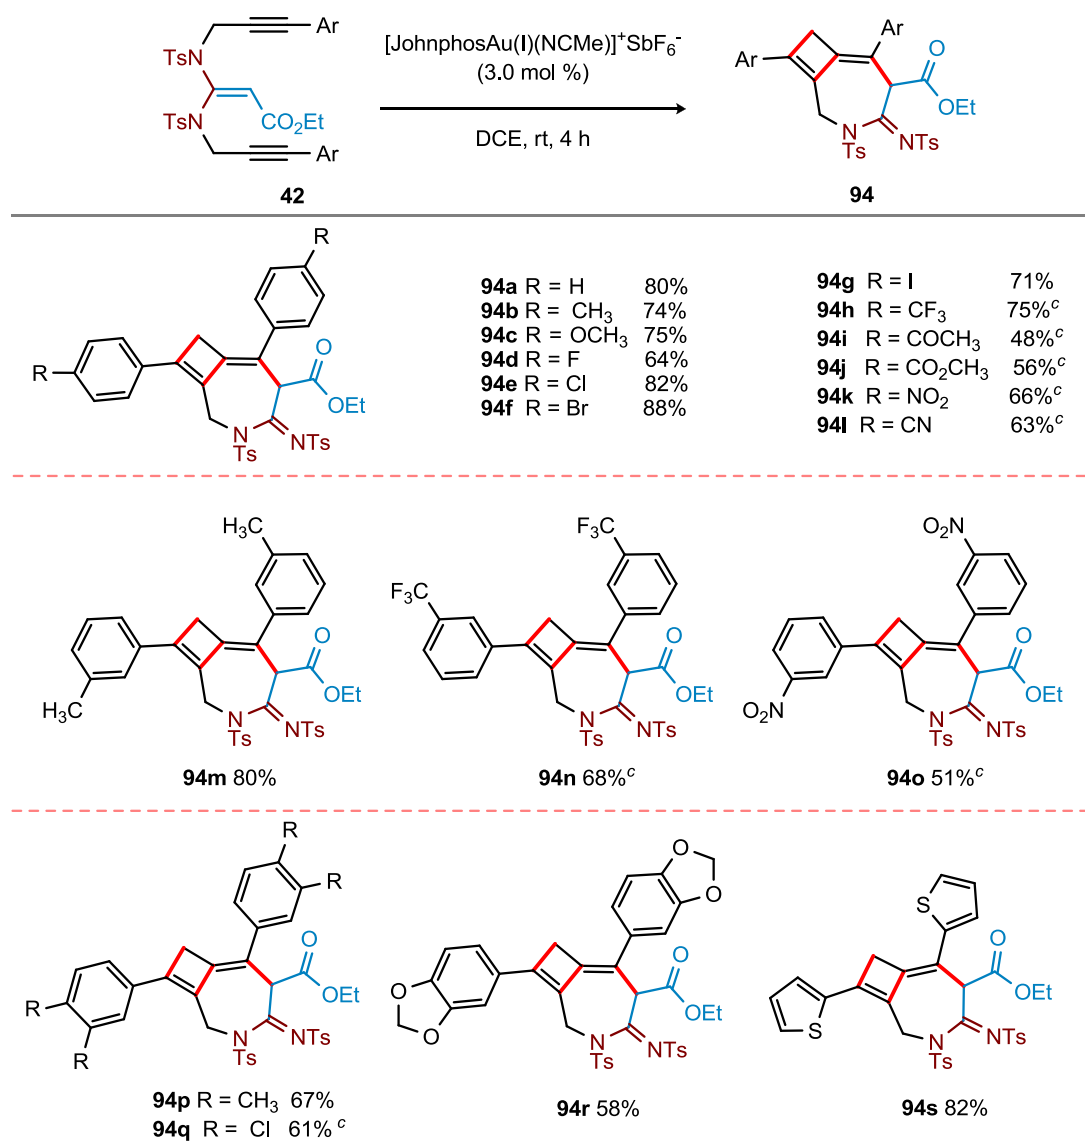 Ar
TsN
CO2Et
TsN
Ar
42
[JohnphosAu(I)(NCMe)]+SbF6-
(3.0 mol %)
DCE, rt, 4 h
Ar
Ar
O
OEt
N
Ts
NTs
94
R
R
O
OEt
N
Ts
NTs
94a R = H 80%
94b R = CH3 74%
94c R = OCH3 75%
94d R = F 64%
94e R = Cl 82%
94f R = Br 88%
94g R = I 71%
94h R = CF3 75%c
94i R = COCH3 48%c
94j R = CO2CH3 56%c
94k R = NO2 66%c
94l R = CN 63%c
H3C
H3C
O
OEt
N
Ts
NTs
94m 80%
F3C
F3C
O
OEt
N
Ts
NTs
94n 68%c
O2N
O2N
O
OEt
N
Ts
NTs
94o 51%c
R
R
R
R
O
OEt
N
Ts
NTs
94p R = CH3 67%
94q R = Cl 61% c
O
O
O
O
O
OEt
N
Ts
NTs
94r 58%
S
S
O
OEt
N
Ts
NTs
94s 82%